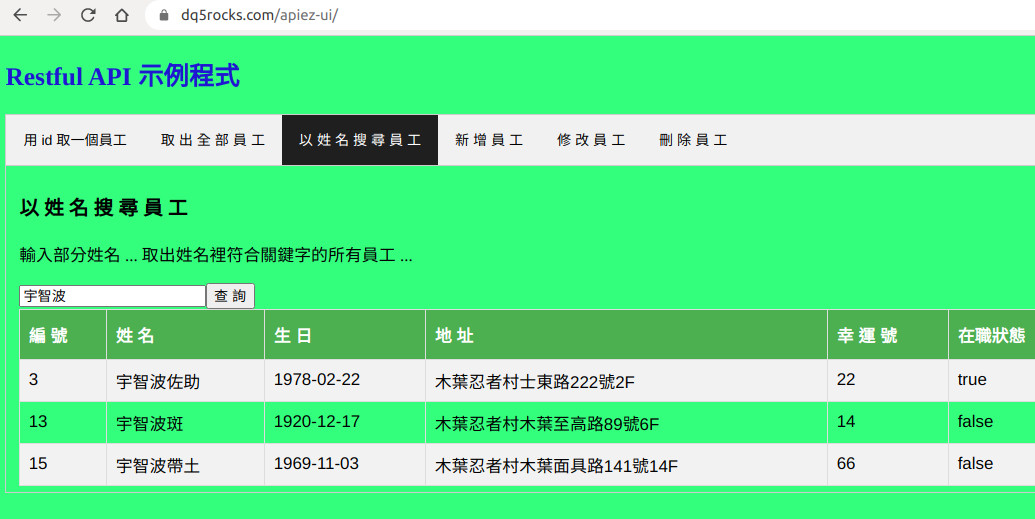 dq5rocks.com/apiez-ui/
Restful API 示例程式
用 id 取一個員工 取 出 全 部 員 工 以 姓 名 搜 尋 員 工 新 增 員 工 修 改 員 工 刪 除 員 工
以 姓 名 搜 尋 員 工
輸入部分姓名 ... 取出姓名裡符合關鍵字的所有員工 ...
宇智波 查 詢
編 號 姓 名 生 日 地 址 幸 運 號 在職狀態
3 宇智波佐助 1978-02-22 木葉忍者村士東路222號2F 22 true
13 宇智波斑 1920-12-17 木葉忍者村木葉至高路89號6F 14 false
15 宇智波帶土 1969-11-03 木葉忍者村木葉面具路141號14F 66 false